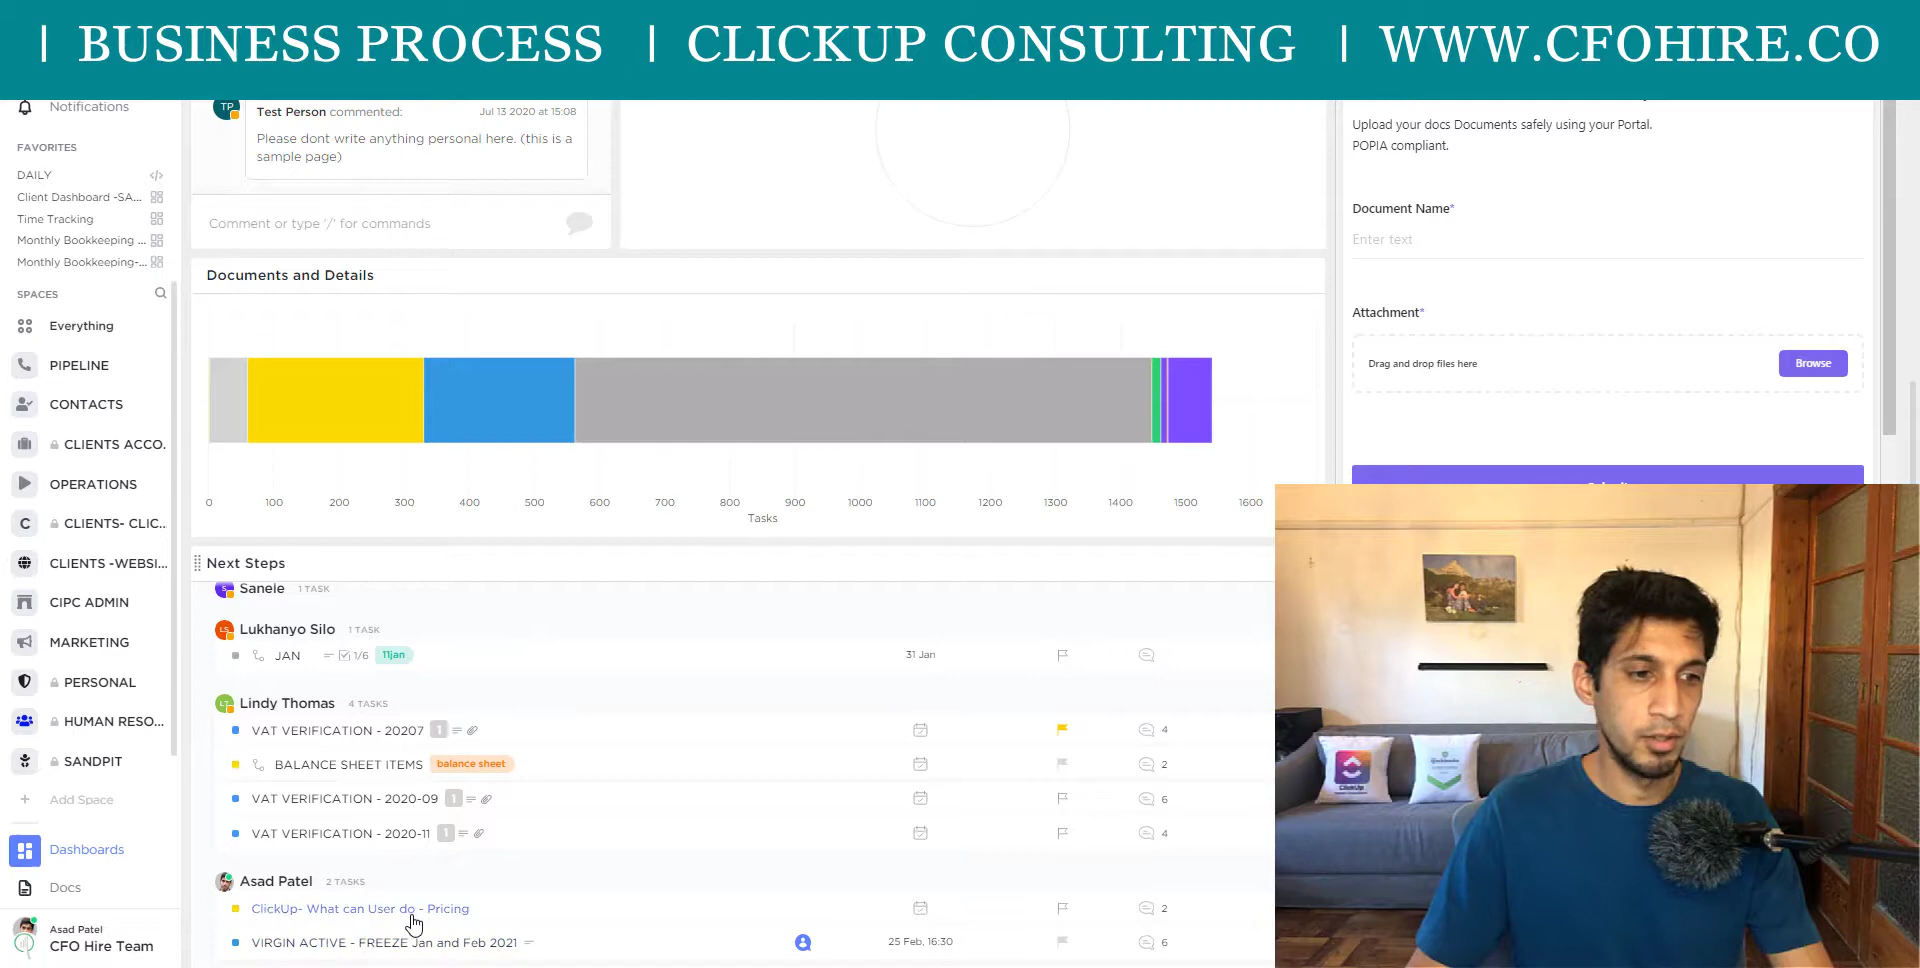 | BUSINESS PROCESS | CLICKUP CONSULTING | WWW.CFOHIRE.CO
Notifications
FAVORITES
DAILY
Client Dashboard -SA...
Time Tracking
Monthly Bookkeeping ...
Monthly Bookkeeping-...
SPACES
Everything
PIPELINE
CONTACTS
CLIENTS ACCO.
OPERATIONS
C CLIENTS- CLIC...
CLIENTS -WEBSI...
CIPC ADMIN
MARKETING
PERSONAL
HUMAN RESO...
SANDPIT
+ Add Space
Dashboards
Docs
Asad Patel
CFO Hire Team
TP
Test Person commented: Jul 13 2020 at 15:08
Please dont write anything personal here. (this is a
sample page)
Comment or type '/' for commands
Documents and Details
0 100 200 300 400 500 600 700 800 900 1000 1100 1200 1300 1400 1500 1600
Tasks
Next Steps
S Sanele 1 TASK
LS Lukhanyo Silo 1 TASK
JAN 1/6 11jan 31 Jan
LT Lindy Thomas 4 TASKS
VAT VERIFICATION - 20207 1 4
BALANCE SHEET ITEMS balance sheet 2
VAT VERIFICATION - 2020-09 1 6
VAT VERIFICATION - 2020-11 1 4
Asad Patel 2 TASKS
ClickUp- What can User do - Pricing 2
VIRGIN ACTIVE - FREEZE Jan and Feb 2021 25 Feb, 16:30 6
Upload your docs Documents safely using your Portal.
POPIA compliant.
Document Name*
Enter text
Attachment*
Drag and drop files here
Browse
ClickUp